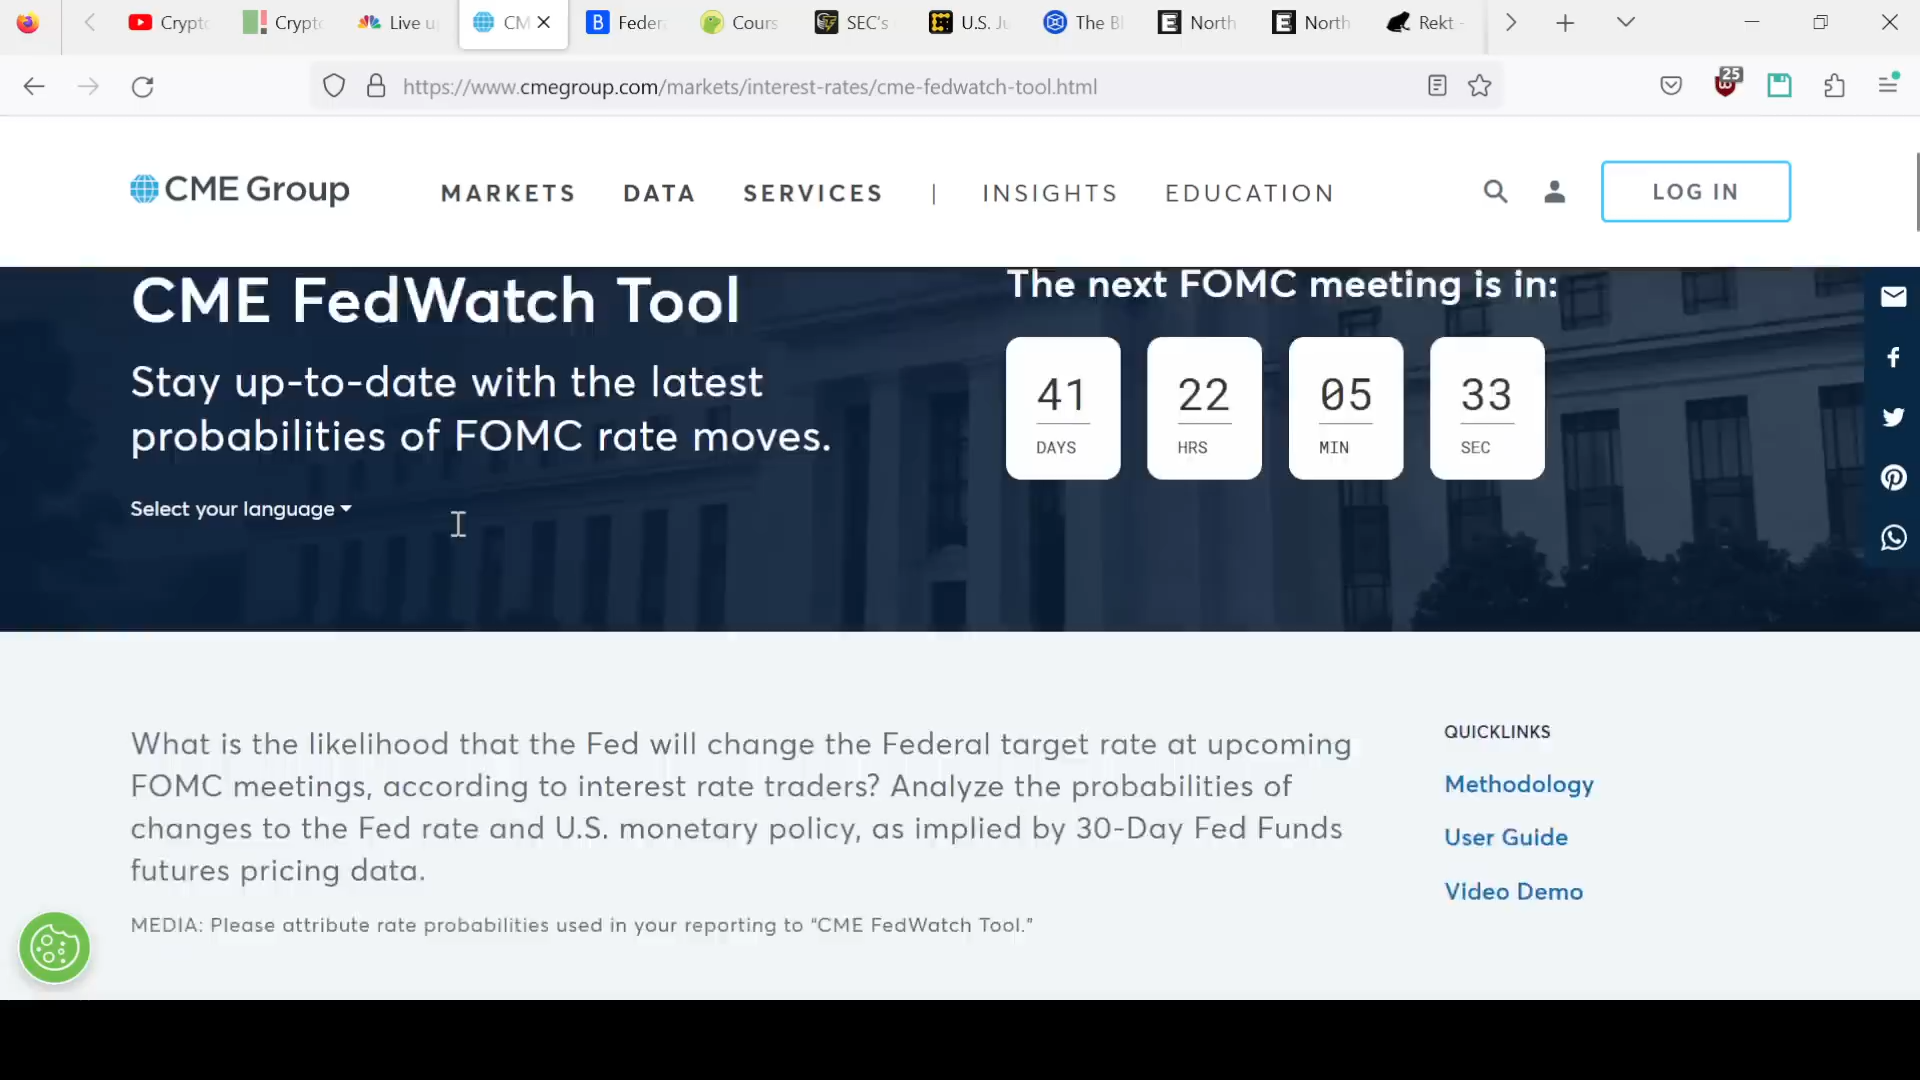 Crypto
Crypto
Live u
CM
Feder
Cours
SEC's
U.S. Ju
The Bl
North
North
Rekt -
https://www.cmegroup.com/markets/interest-rates/cme-fedwatch-tool.html
25
CME Group
MARKETS
DATA
SERVICES
|
INSIGHTS
EDUCATION
LOG IN
CME FedWatch Tool
Stay up-to-date with the latest
probabilities of FOMC rate moves.
Select your language
The next FOMC meeting is in:
41
22
05
33
DAYS
HRS
MIN
SEC
What is the likelihood that the Fed will change the Federal target rate at upcoming
FOMC meetings, according to interest rate traders? Analyze the probabilities of
changes to the Fed rate and U.S. monetary policy, as implied by 30-Day Fed Funds
futures pricing data.
MEDIA: Please attribute rate probabilities used in your reporting to “CME FedWatch Tool.”
QUICKLINKS
Methodology
User Guide
Video Demo